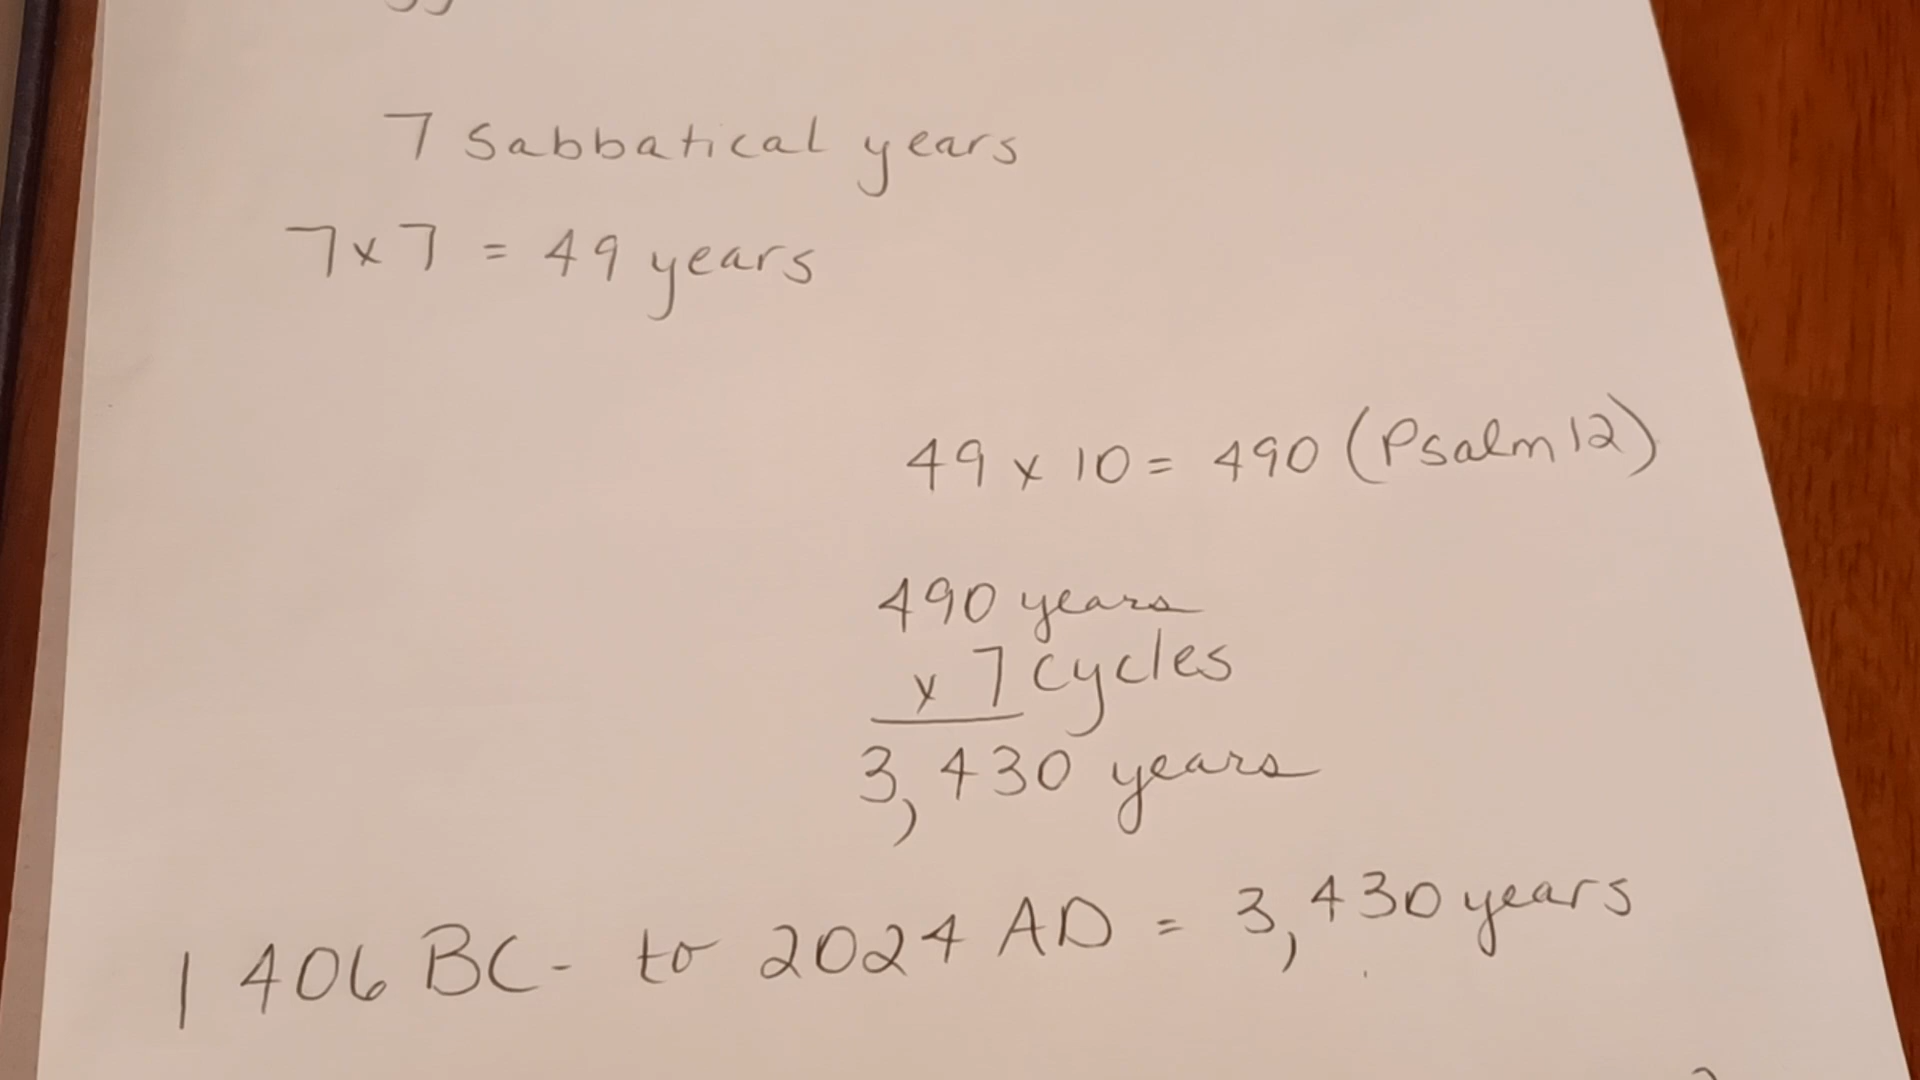 7 Sabbatical years
7x7 = 49 years
49 x 10 = 490 (Psalm 12)
490 years
x 7 cycles
3,430 years
1406 BC- to 2024 AD = 3,430 years